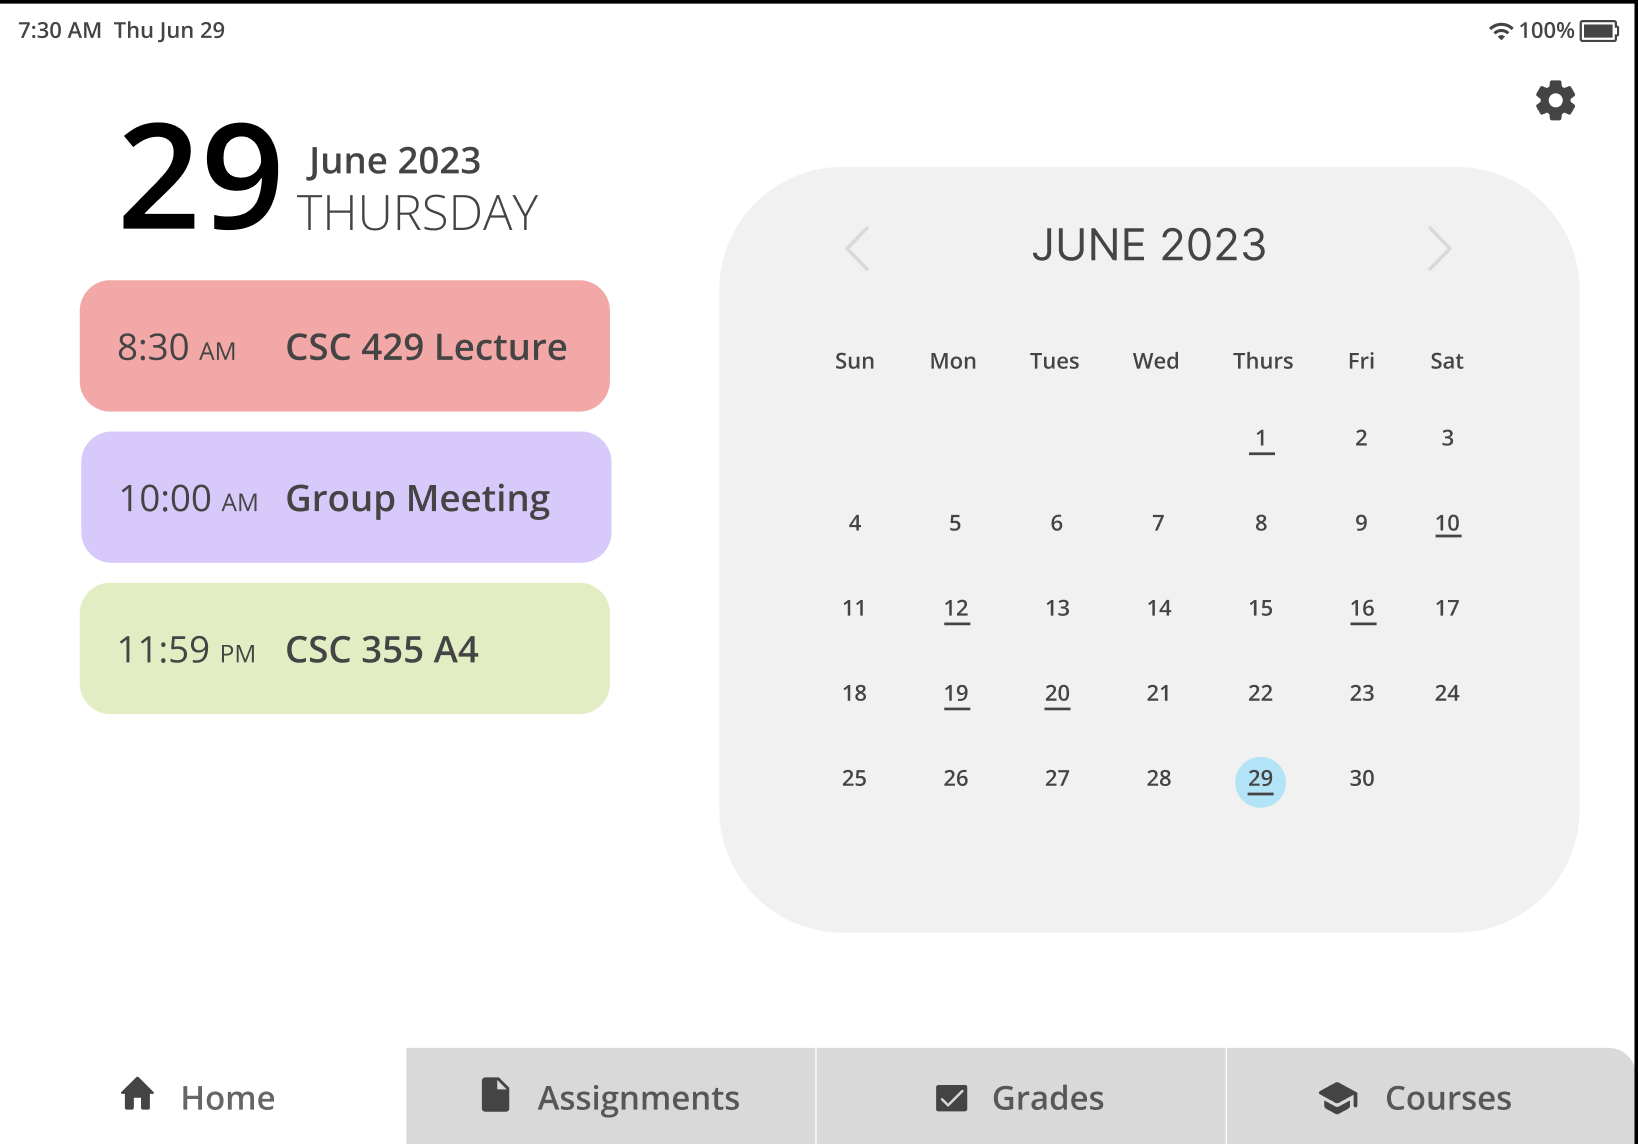 7:30 AM Thu Jun 29
100%
29
June 2023
THURSDAY
8:30 AM CSC 429 Lecture
10:00 AM Group Meeting
11:59 PM CSC 355 A4
JUNE 2023
Sun Mon Tues Wed Thurs Fri Sat
1 2 3
4 5 6 7 8 9 10
11 12 13 14 15 16 17
18 19 20 21 22 23 24
25 26 27 28 29 30
Home Assignments Grades Courses